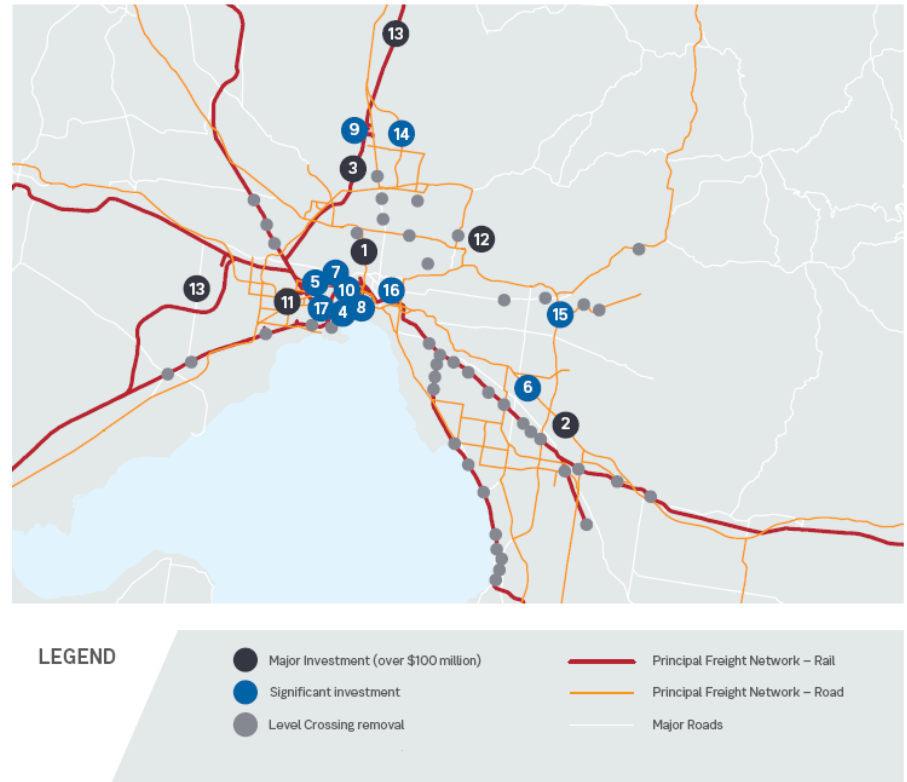 13
9
14
3
12
1
7
5
10
16
13
11
17
4
8
15
6
2
LEGEND
Major Investment (over $100 million)
Significant investment
Level Crossing removal
Principal Freight Network – Rail
Principal Freight Network – Road
Major Roads